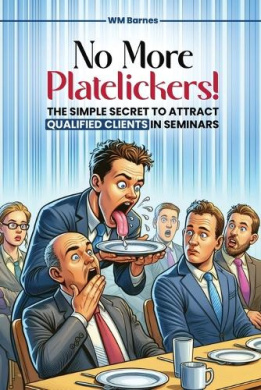 WM Barnes
No More
Platelickers!
THE SIMPLE SECRET TO ATTRACT
QUALIFIED CLIENTS IN SEMINARS